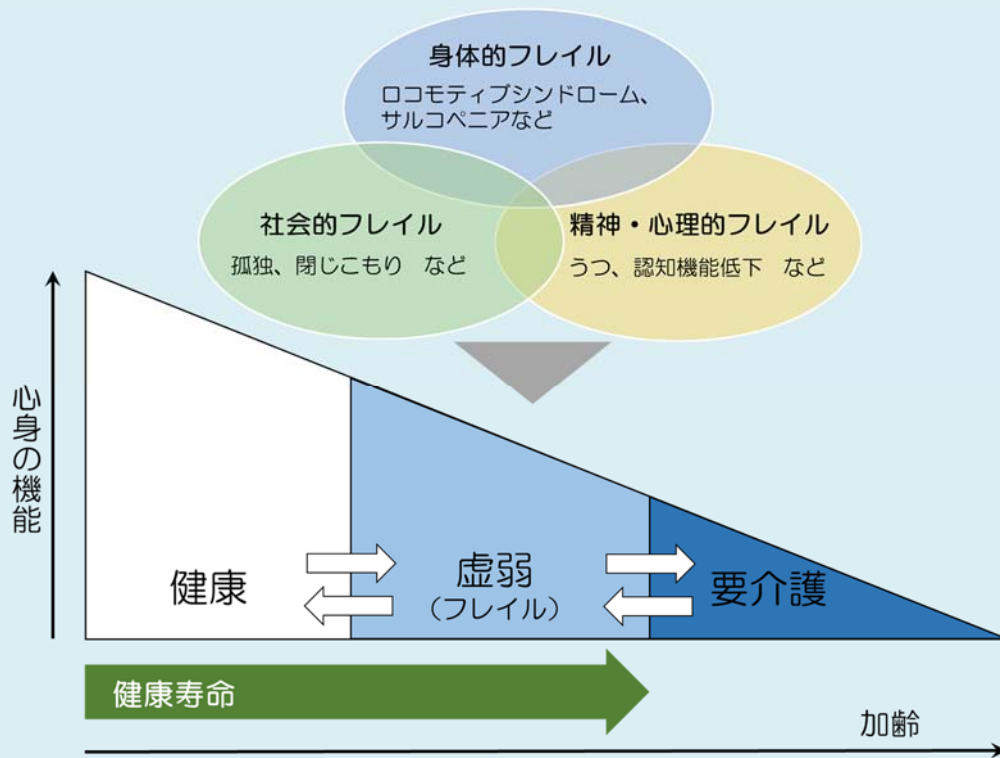 身体的フレイル
ロコモティブシンドローム、
サルコペニアなど
社会的フレイル
孤独、閉じこもり　など
精神・心理的フレイル
うつ、認知機能低下　など
心身の機能
健康
虚弱
（フレイル）
要介護
健康寿命
加齢